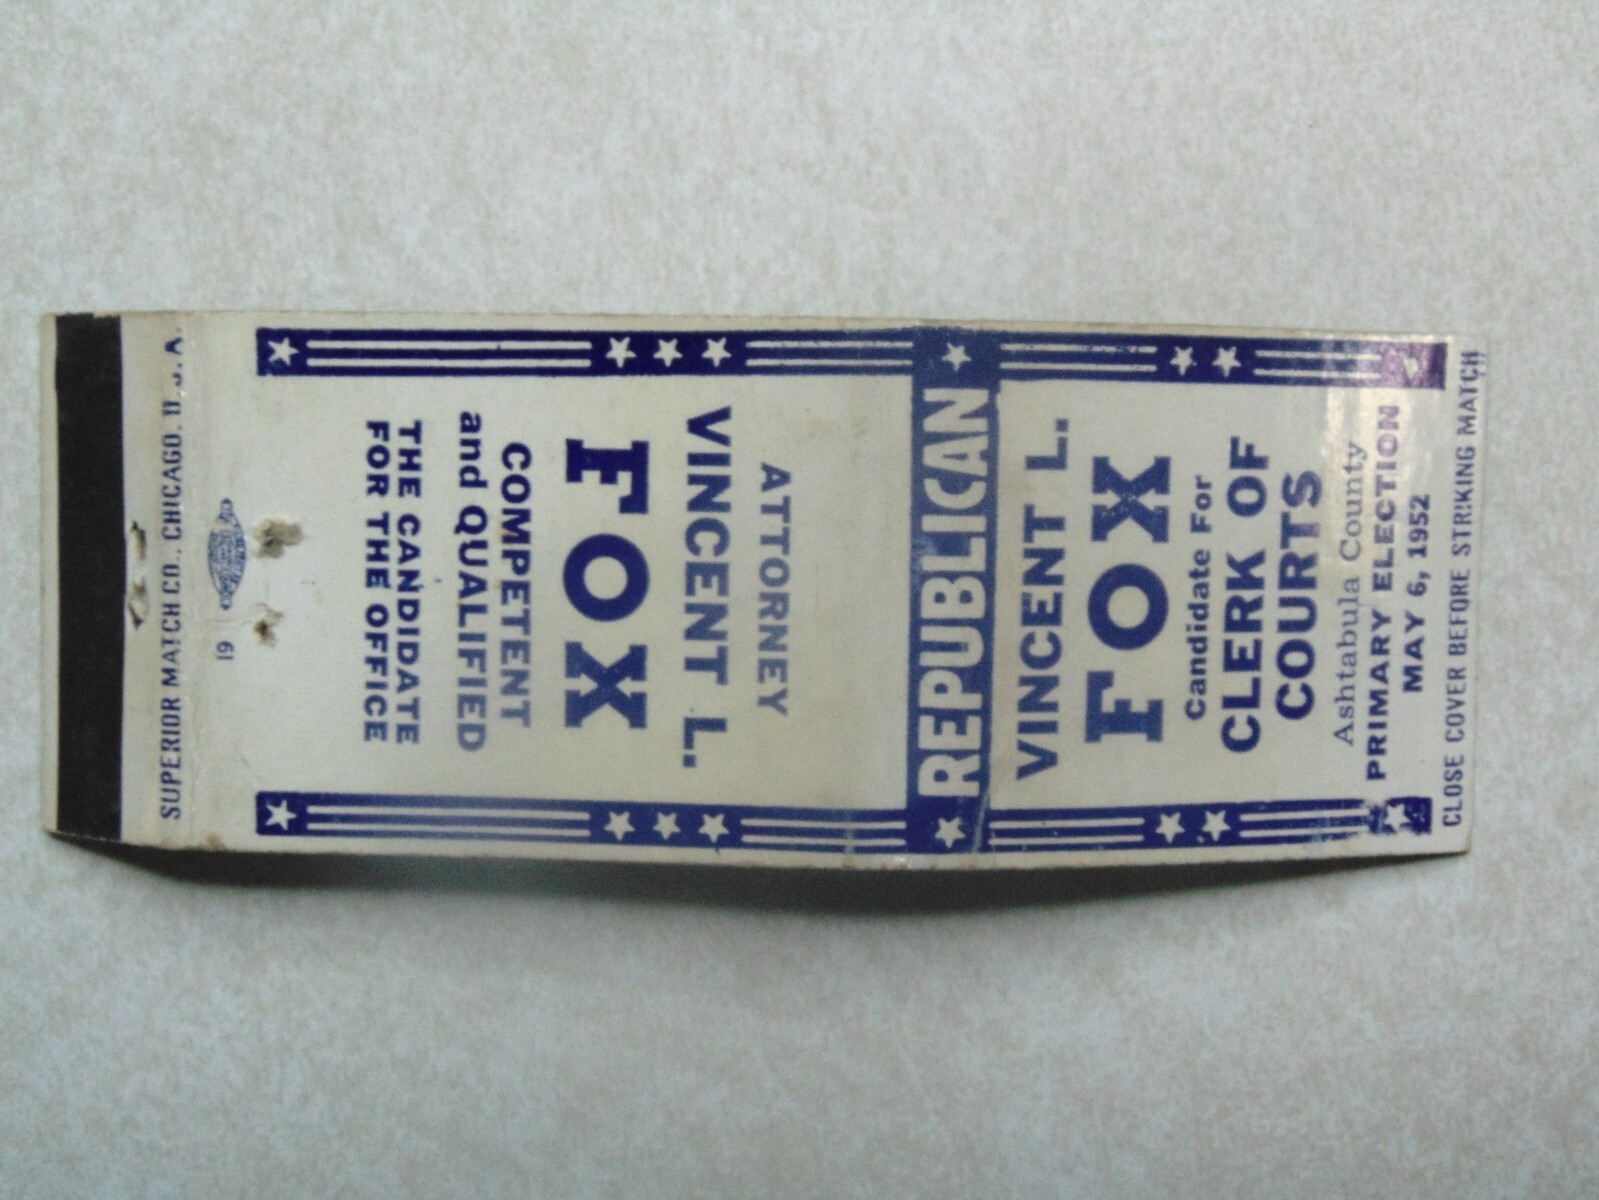 REPUBLICAN
VINCENT L.
FOX
Candidate For
CLERK OF
COURTS
Ashtabula County
PRIMARY ELECTION
MAY 6, 1952
CLOSE COVER BEFORE STRIKING MATCH
ATTORNEY
VINCENT L.
FOX
COMPETENT
and QUALIFIED
THE CANDIDATE
FOR THE OFFICE
19
SUPERIOR MATCH CO., CHICAGO, U.S.A.